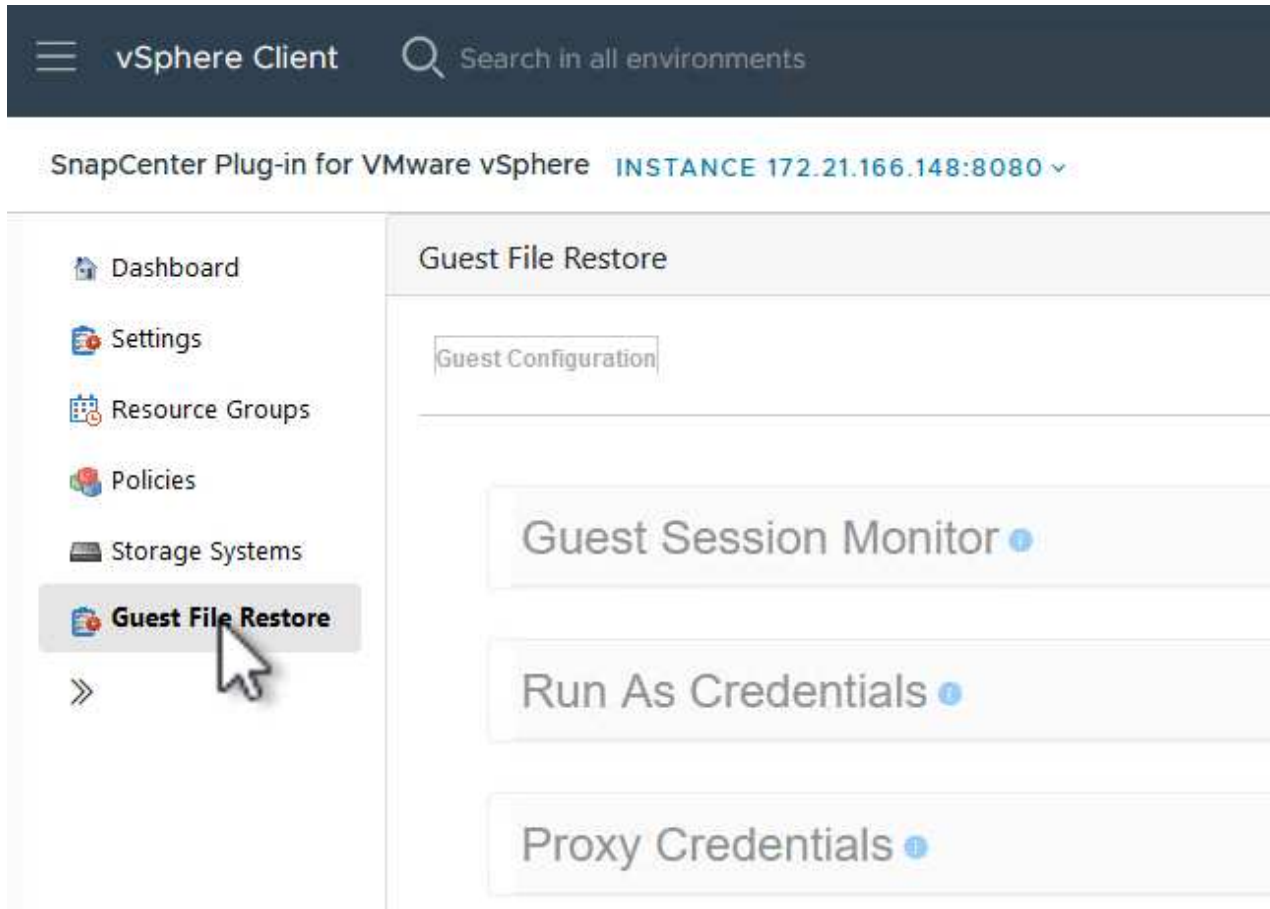 vSphere Client
Search in all environments
SnapCenter Plug-in for VMware vSphere INSTANCE 172.21.166.148:8080
Dashboard
Settings
Resource Groups
Policies
Storage Systems
Guest File Restore
Guest File Restore
Guest Configuration
Guest Session Monitor
Run As Credentials
Proxy Credentials